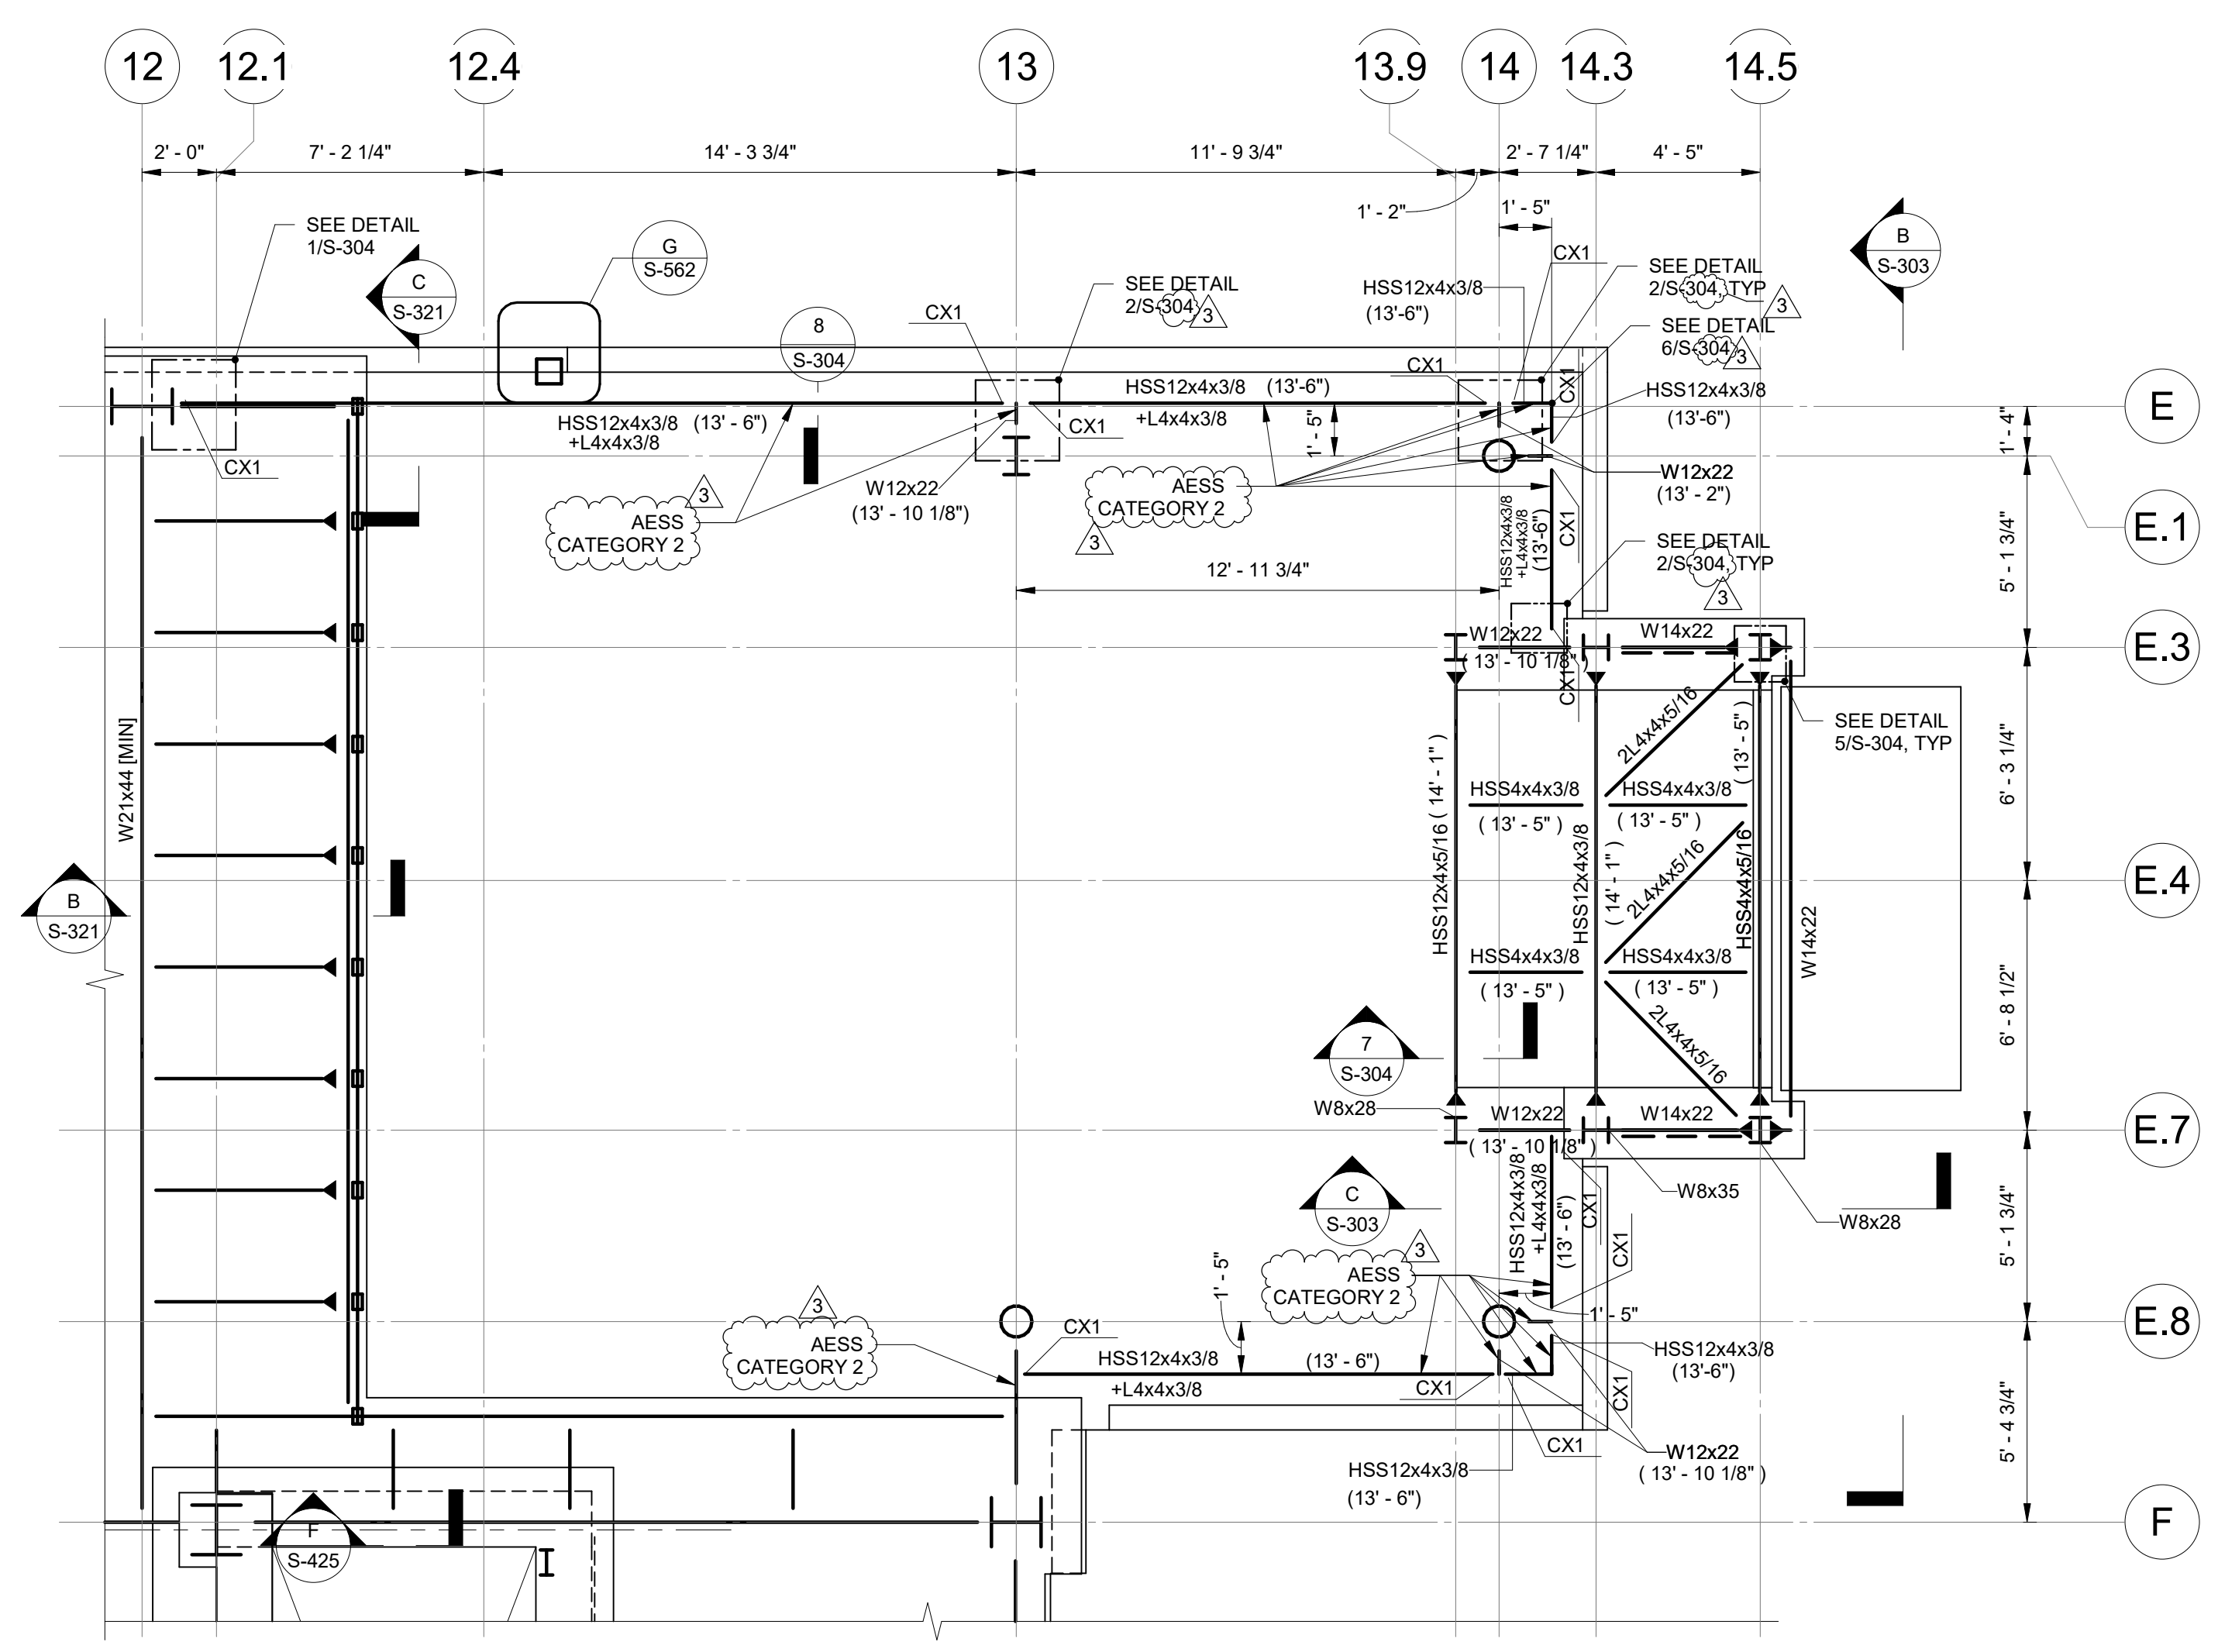 12
12.1
12.4
13
13.9
14
14.3
14.5
2' - 0"
7' - 2 1/4"
14' - 3 3/4"
11' - 9 3/4"
2' - 7 1/4"
4' - 5"
1' - 2"
1' - 5"
SEE DETAIL
1/S-304
C
S-321
G
S-562
8
S-304
CX1
SEE DETAIL
2/S-304
3
HSS12x4x3/8
(13'-6")
CX1
SEE DETAIL
2/S-304, TYP
3
SEE DETAIL
6/S-304
3
B
S-303
CX1
CX1
HSS12x4x3/8
(13'-6")
E
1' - 4"
HSS12x4x3/8 (13'-6")
+L4x4x3/8
1' - 5"
HSS12x4x3/8 (13' - 6")
+L4x4x3/8
CX1
CX1
3
AESS
CATEGORY 2
W12x22
(13' - 10 1/8")
AESS
CATEGORY 2
3
W12x22
(13' - 2")
HSS12x4x3/8
+L4x4x3/8
(13'-6")
CX1
E.1
5' - 1 3/4"
SEE DETAIL
2/S-304, TYP
3
12' - 11 3/4"
W12x22
( 13' - 10 1/8" )
CX1
W14x22
E.3
SEE DETAIL
5/S-304, TYP
W21x44 [MIN]
HSS12x4x5/16 ( 14' - 1" )
2L4x4x5/16
( 13' - 5" )
HSS4x4x3/8
( 13' - 5" )
HSS4x4x3/8
( 13' - 5" )
6' - 3 1/4"
HSS12x4x3/8
( 14' - 1" )
2L4x4x5/16
HSS4x4x5/16
W14x22
E.4
B
S-321
HSS4x4x3/8
( 13' - 5" )
HSS4x4x3/8
( 13' - 5" )
6' - 8 1/2"
2L4x4x5/16
7
S-304
W8x28
W12x22
( 13' - 10 1/8" )
W14x22
E.7
C
S-303
HSS12x4x3/8
+L4x4x3/8
(13' - 6")
CX1
W8x35
W8x28
CX1
5' - 1 3/4"
3
AESS
CATEGORY 2
1' - 5"
1' - 5"
3
AESS
CATEGORY 2
CX1
HSS12x4x3/8 (13' - 6")
+L4x4x3/8
CX1
HSS12x4x3/8
(13'-6")
CX1
E.8
5' - 4 3/4"
CX1
HSS12x4x3/8
(13' - 6")
W12x22
( 13' - 10 1/8" )
F
F
S-425